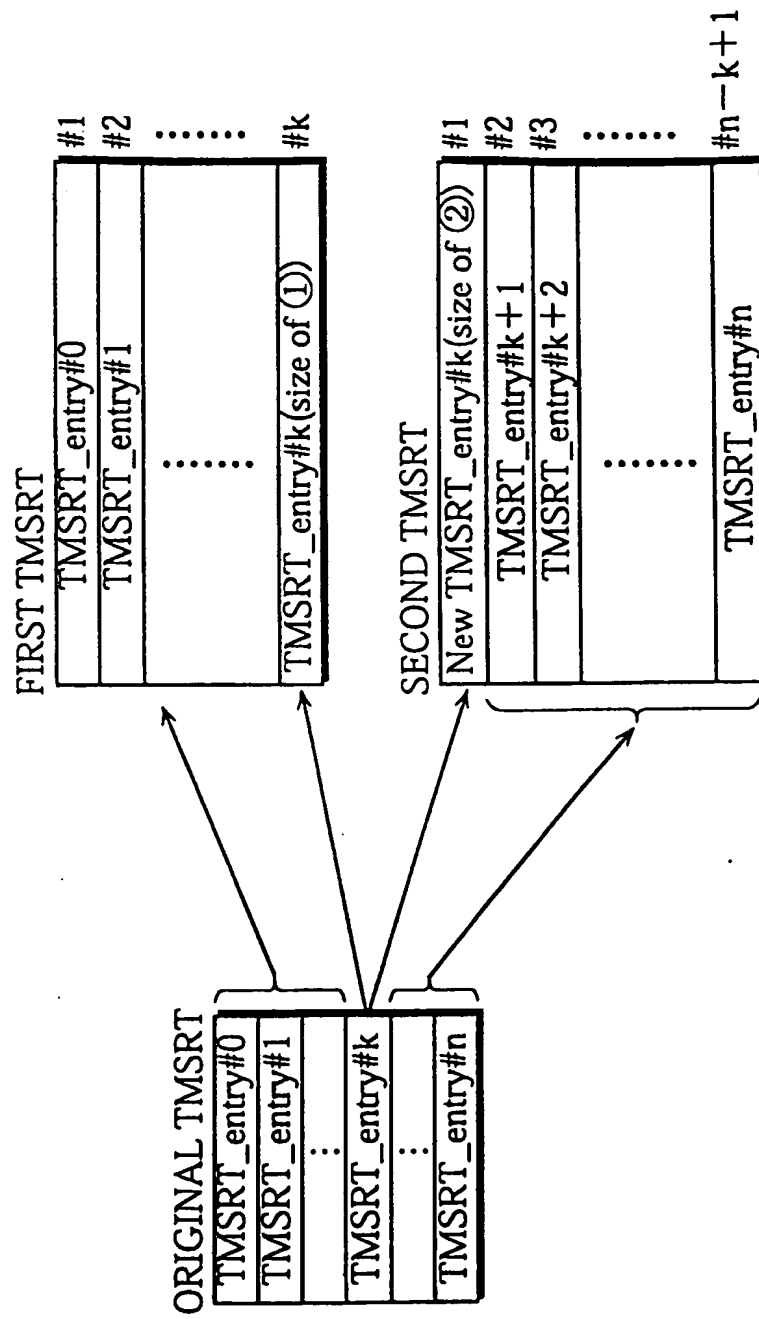 ORIGINAL TMSRT
TMSRT_entry#0
TMSRT_entry#1
...
TMSRT_entry#k
...
TMSRT_entry#n
FIRST TMSRT
TMSRT_entry#0 #1
TMSRT_entry#1 #2
....... .......
TMSRT_entry#k(size of ①) #k
SECOND TMSRT
New TMSRT_entry#k(size of ②) #1
TMSRT_entry#k+1 #2
TMSRT_entry#k+2 #3
....... .......
TMSRT_entry#n #n−k+1